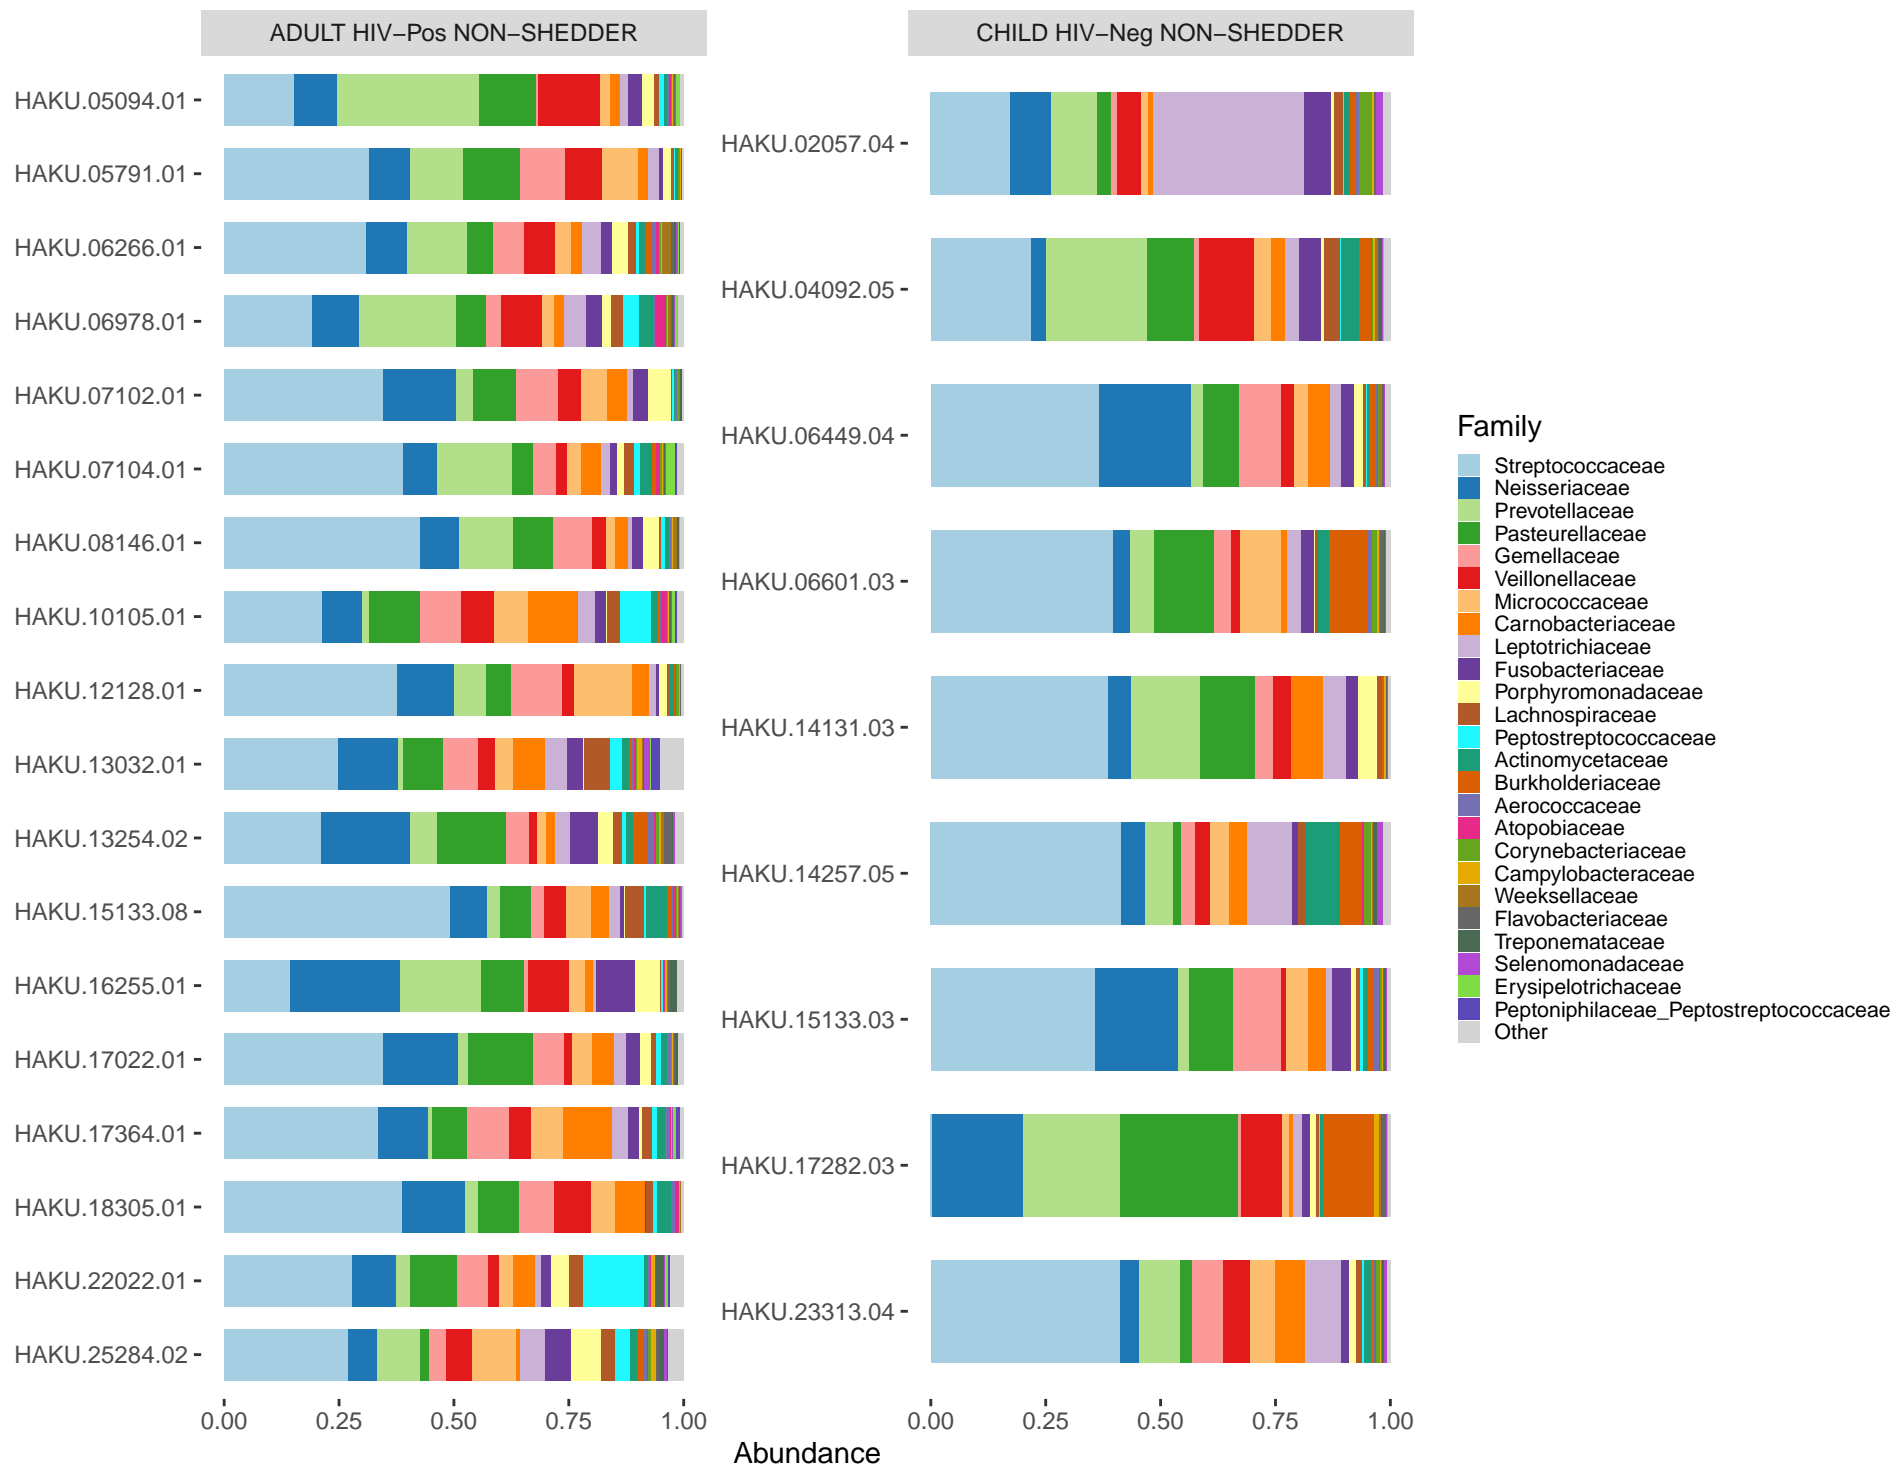 ADULT HIV−Pos NON−SHEDDER
HAKU.05094.01
HAKU.05791.01
HAKU.06266.01
HAKU.06978.01
HAKU.07102.01
HAKU.07104.01
HAKU.08146.01
HAKU.10105.01
HAKU.12128.01
HAKU.13032.01
HAKU.13254.02
HAKU.15133.08
HAKU.16255.01
HAKU.17022.01
HAKU.17364.01
HAKU.18305.01
HAKU.22022.01
HAKU.25284.02
0.00 0.25 0.50 0.75 1.00
CHILD HIV−Neg NON−SHEDDER
HAKU.02057.04
HAKU.04092.05
HAKU.06449.04
HAKU.06601.03
HAKU.14131.03
HAKU.14257.05
HAKU.15133.03
HAKU.17282.03
HAKU.23313.04
0.00 0.25 0.50 0.75 1.00
Abundance
Family
Streptococcaceae
Neisseriaceae
Prevotellaceae
Pasteurellaceae
Gemellaceae
Veillonellaceae
Micrococcaceae
Carnobacteriaceae
Leptotrichiaceae
Fusobacteriaceae
Porphyromonadaceae
Lachnospiraceae
Peptostreptococcaceae
Actinomycetaceae
Burkholderiaceae
Aerococcaceae
Atopobiaceae
Corynebacteriaceae
Campylobacteraceae
Weeksellaceae
Flavobacteriaceae
Treponemataceae
Selenomonadaceae
Erysipelotrichaceae
Peptoniphilaceae_Peptostreptococcaceae
Other